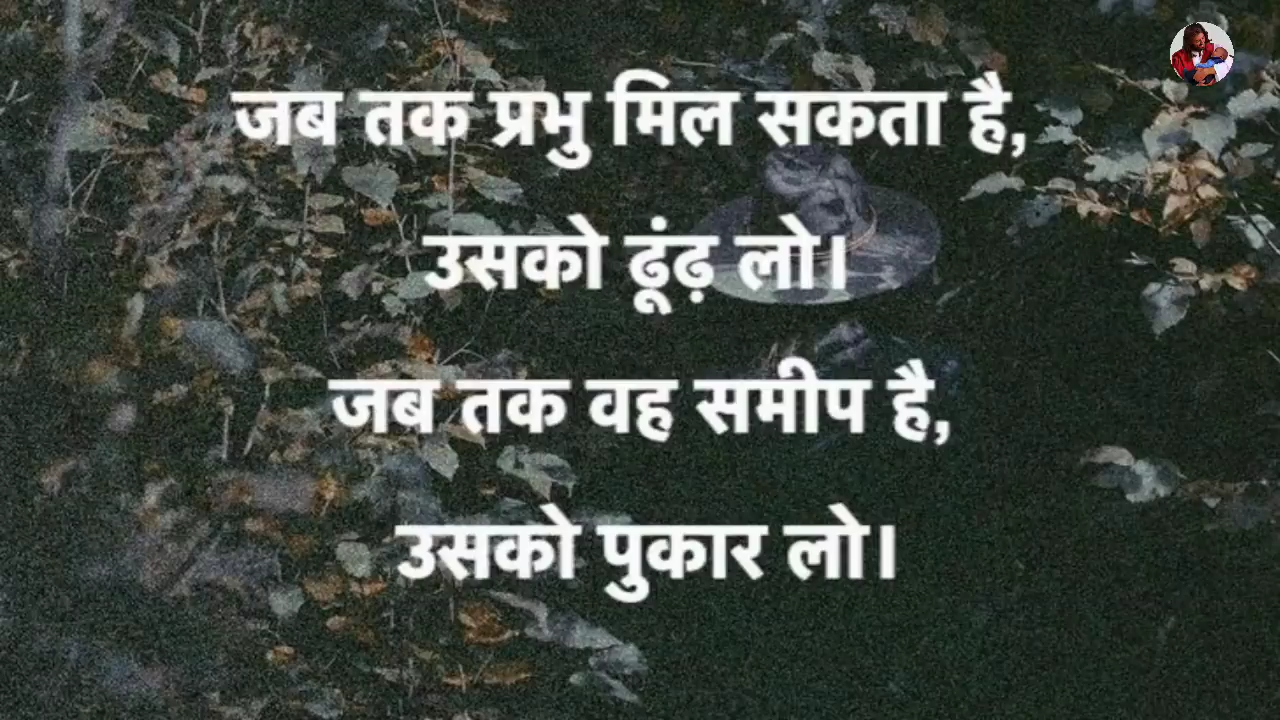 जब तक प्रभु मिल सकता है,
उसको ढूंढ़ लो।
जब तक वह समीप है,
उसको पुकार लो।